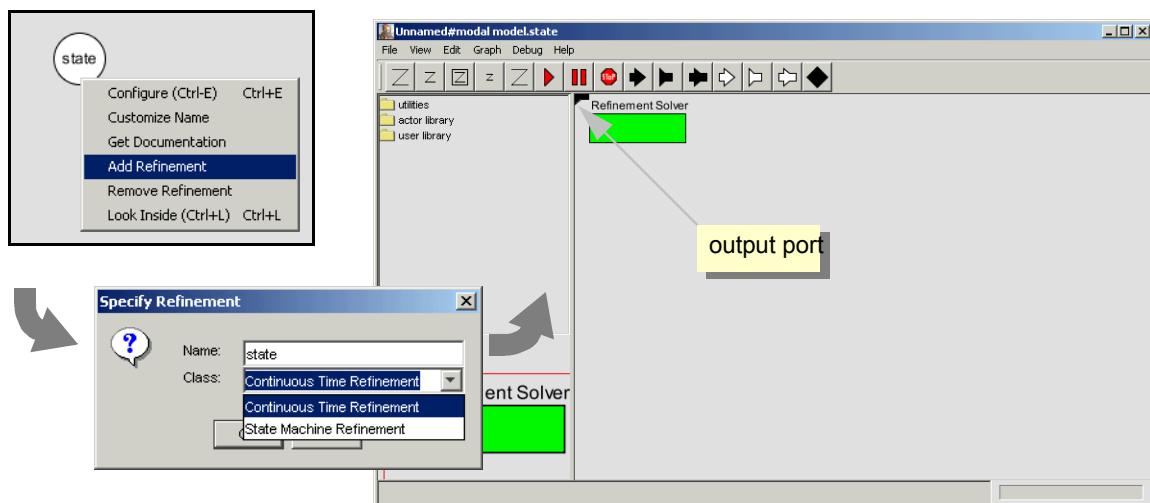 state
Configure (Ctrl-E) Ctrl+E
Customize Name
Get Documentation
Add Refinement
Remove Refinement
Look Inside (Ctrl+L) Ctrl+L
Unnamed#modal model.state
File View Edit Graph Debug Help
Z Z Z Z Z STOP
utilities
actor library
user library
Refinement Solver
output port
Specify Refinement
?
Name: state
Class: Continuous Time Refinement
Continuous Time Refinement
State Machine Refinement
ent Solver